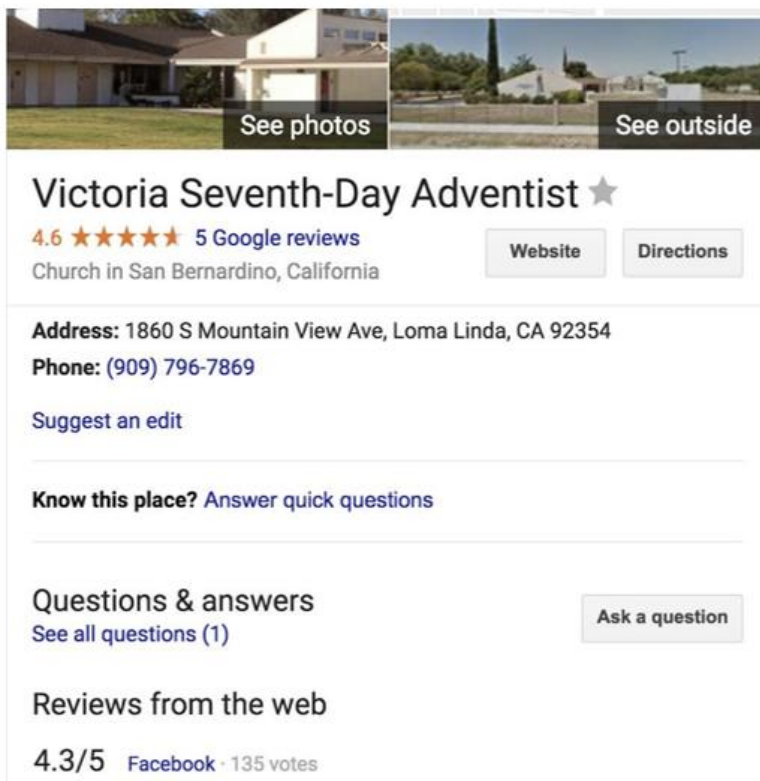 See photos
See outside
Victoria Seventh-Day Adventist
4.6 5 Google reviews
Website
Directions
Church in San Bernardino, California
Address: 1860 S Mountain View Ave, Loma Linda, CA 92354
Phone: (909) 796-7869
Suggest an edit
Know this place? Answer quick questions
Questions & answers
Ask a question
See all questions (1)
Reviews from the web
4.3/5 Facebook · 135 votes